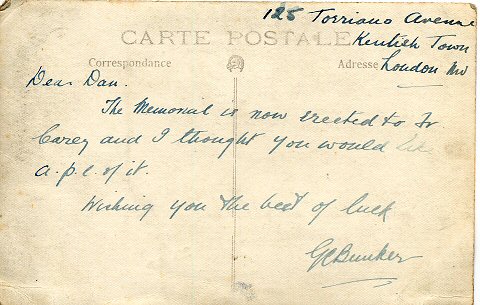 125 Torriano Avenue
CARTE POSTALE
Kentish Town
Correspondance
Adresse
London NW
Dear Dan.
The Memorial is now erected to Fr
Carey and I thought you would like
a.p.c. of it.
Wishing you the best of luck
GCBunker